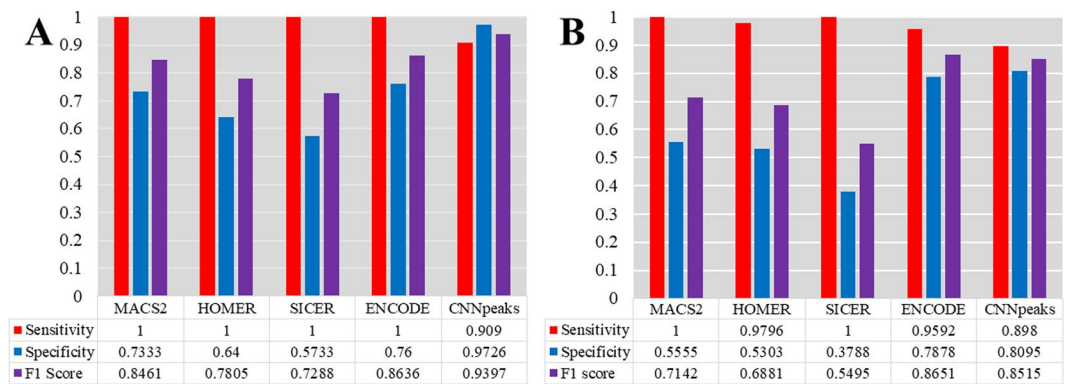 A
1
0.9
0.8
0.7
0.6
0.5
0.4
0.3
0.2
0.1
0
MACS2 HOMER SICER ENCODE CNNpeaks
Sensitivity 1 1 1 1 0.909
Specificity 0.7333 0.64 0.5733 0.76 0.9726
F1 Score 0.8461 0.7805 0.7288 0.8636 0.9397
B
1
0.9
0.8
0.7
0.6
0.5
0.4
0.3
0.2
0.1
0
MACS2 HOMER SICER ENCODE CNNpeaks
Sensitivity 1 0.9796 1 0.9592 0.898
Specificity 0.5555 0.5303 0.3788 0.7878 0.8095
F1 score 0.7142 0.6881 0.5495 0.8651 0.8515